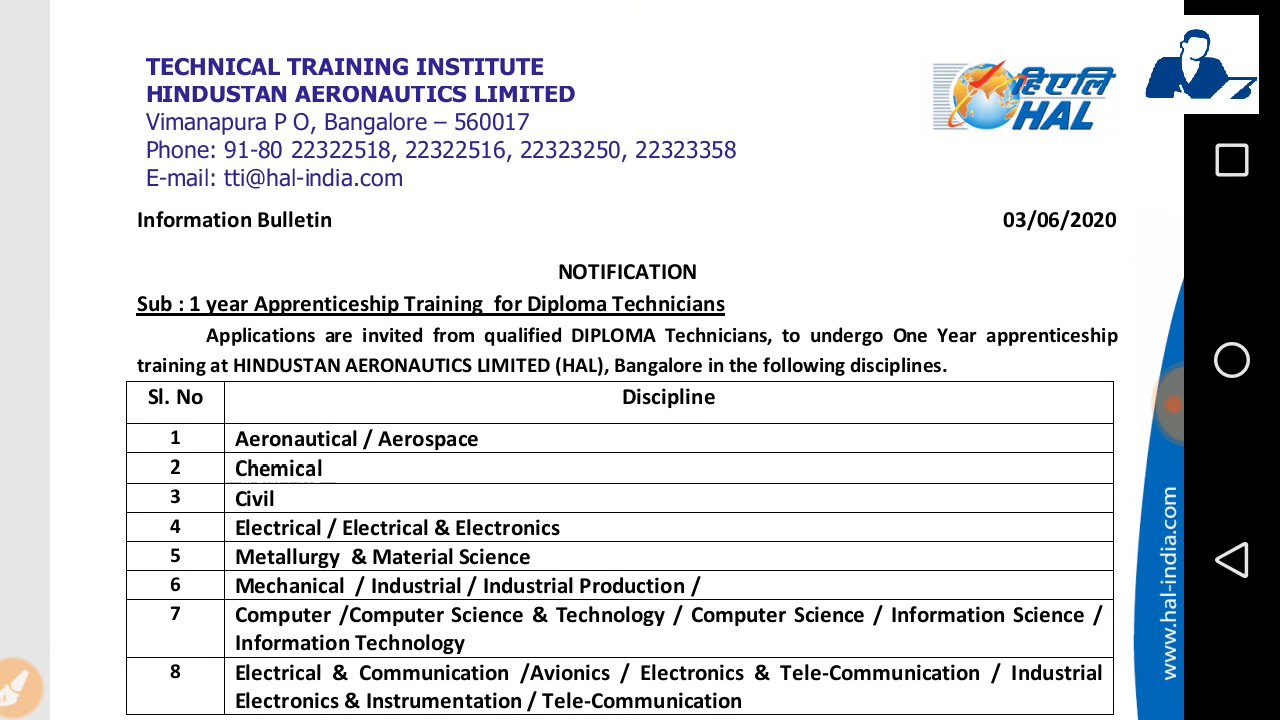 TECHNICAL TRAINING INSTITUTE
HINDUSTAN AERONAUTICS LIMITED
Vimanapura P O, Bangalore – 560017
Phone: 91-80 22322518, 22322516, 22323250, 22323358
E-mail: tti@hal-india.com
हिएलि
HAL
Information Bulletin 03/06/2020
NOTIFICATION
Sub : 1 year Apprenticeship Training for Diploma Technicians
Applications are invited from qualified DIPLOMA Technicians, to undergo One Year apprenticeship
training at HINDUSTAN AERONAUTICS LIMITED (HAL), Bangalore in the following disciplines.
Sl. No Discipline
1 Aeronautical / Aerospace
2 Chemical
3 Civil
4 Electrical / Electrical & Electronics
5 Metallurgy & Material Science
6 Mechanical / Industrial / Industrial Production /
7 Computer /Computer Science & Technology / Computer Science / Information Science /
Information Technology
8 Electrical & Communication /Avionics / Electronics & Tele-Communication / Industrial
Electronics & Instrumentation / Tele-Communication
www.hal-india.com